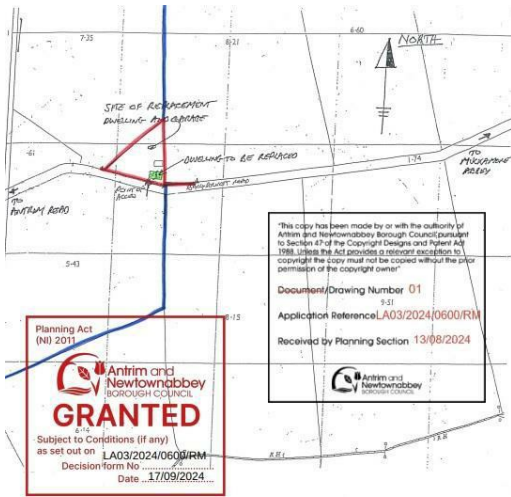 7-35
8-21
6-60
NORTH
SITE OF REPLACEMENT
DWELLING AND GARAGE
DWELLING TO BE REPLACED
-61
1-74
TO
MUCKAMORE
ABBEY
POINT OF
ACCESS
ROAD
TO
ANTRIM ROAD
5-43
"This copy has been made by or with the authority of
Antrim and Newtownabbey Borough Council pursuant
to Section 47 of the Copyright Designs and Patent Act
1988. Unless the Act provides a relevant exception to
copyright the copy must not be copied without the prior
permission of the copyright owner"
Document/Drawing Number 01
9-51
Application Reference LA03/2024/0600/RM
Received by Planning Section 13/08/2024
Antrim and
Newtownabbey
BOROUGH COUNCIL
8-15
Planning Act
(NI) 2011
Antrim and
Newtownabbey
BOROUGH COUNCIL
GRANTED
Subject to Conditions (if any)
as set out on
6-14
LA03/2024/0600/RM
Decision form No
Date 17/09/2024